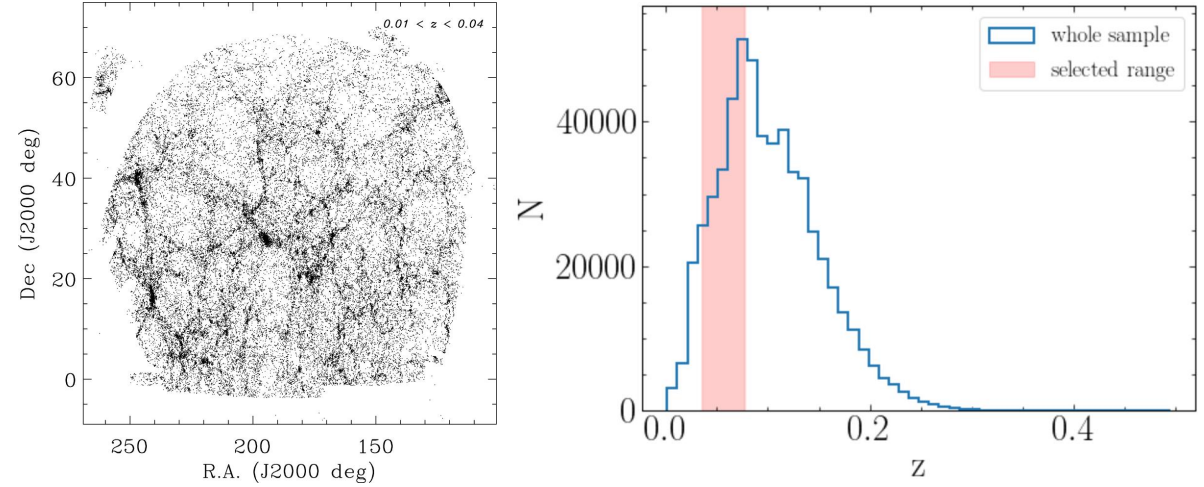 0.01 < z < 0.04
60
40
20
0
Dec (J2000 deg)
250 200 150
R.A. (J2000 deg)
whole sample
selected range
40000
20000
0
N
0.0 0.2 0.4
z